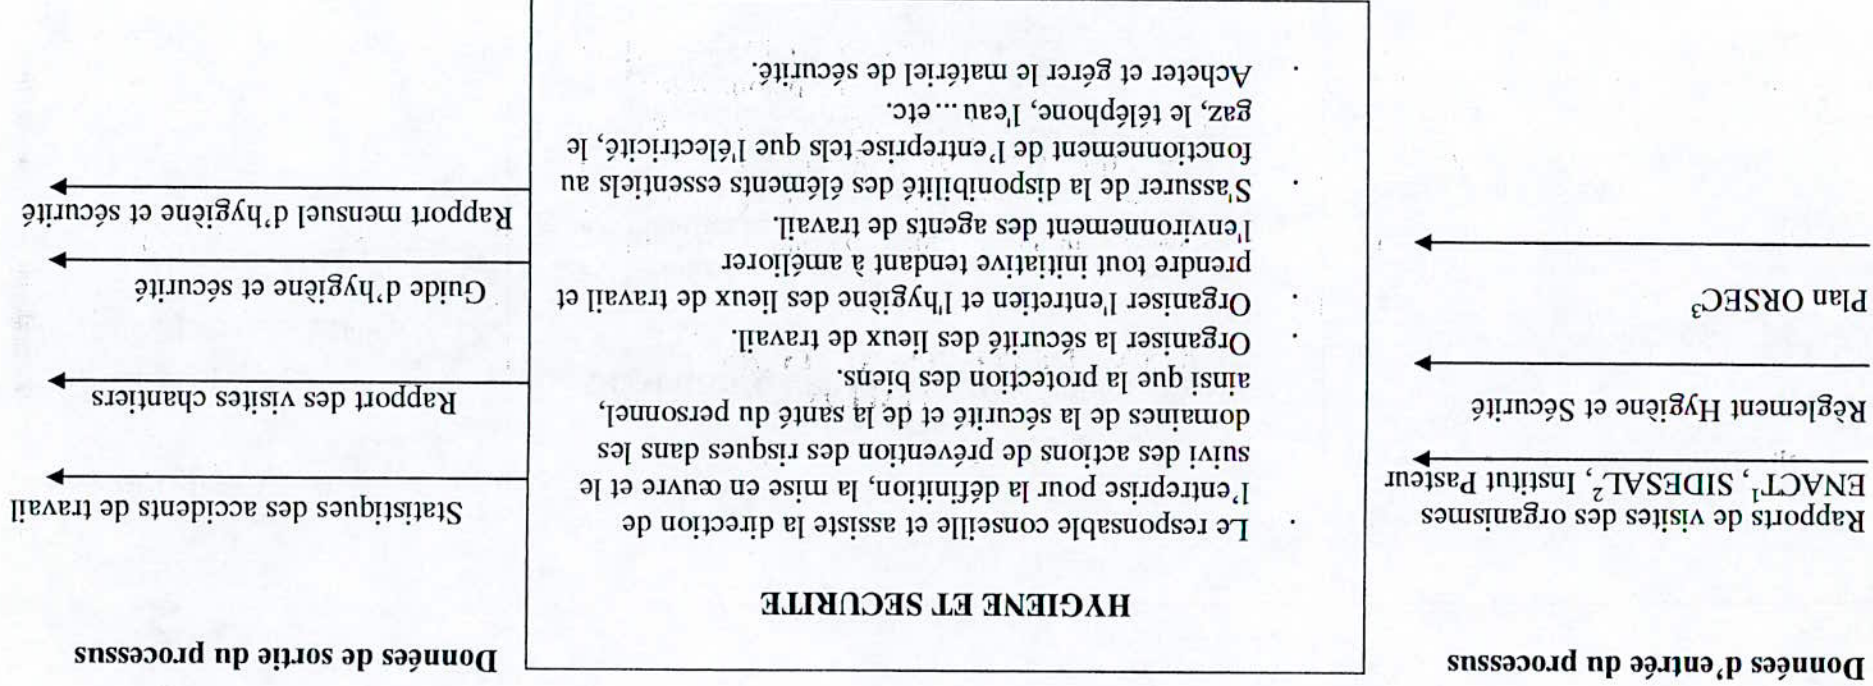 Données d'entrée du processus
Rapports de visites des organismes
ENACT¹, SIDESAL², Institut Pasteur
Règlement Hygiène et Sécurité
Plan ORSEC³
HYGIENE ET SECURITE
. Le responsable conseille et assiste la direction de
l'entreprise pour la définition, la mise en œuvre et le
suivi des actions de prévention des risques dans les
domaines de la sécurité et de la santé du personnel,
ainsi que la protection des biens.
. Organiser la sécurité des lieux de travail.
. Organiser l'entretien et l'hygiène des lieux de travail et
prendre tout initiative tendant à améliorer
l'environnement des agents de travail.
. S'assurer de la disponibilité des éléments essentiels au
fonctionnement de l'entreprise tels que l'électricité, le
gaz, le téléphone, l'eau ... etc.
. Acheter et gérer le matériel de sécurité.
Données de sortie du processus
Statistiques des accidents de travail
Rapport des visites chantiers
Guide d'hygiène et sécurité
Rapport mensuel d'hygiène et sécurité